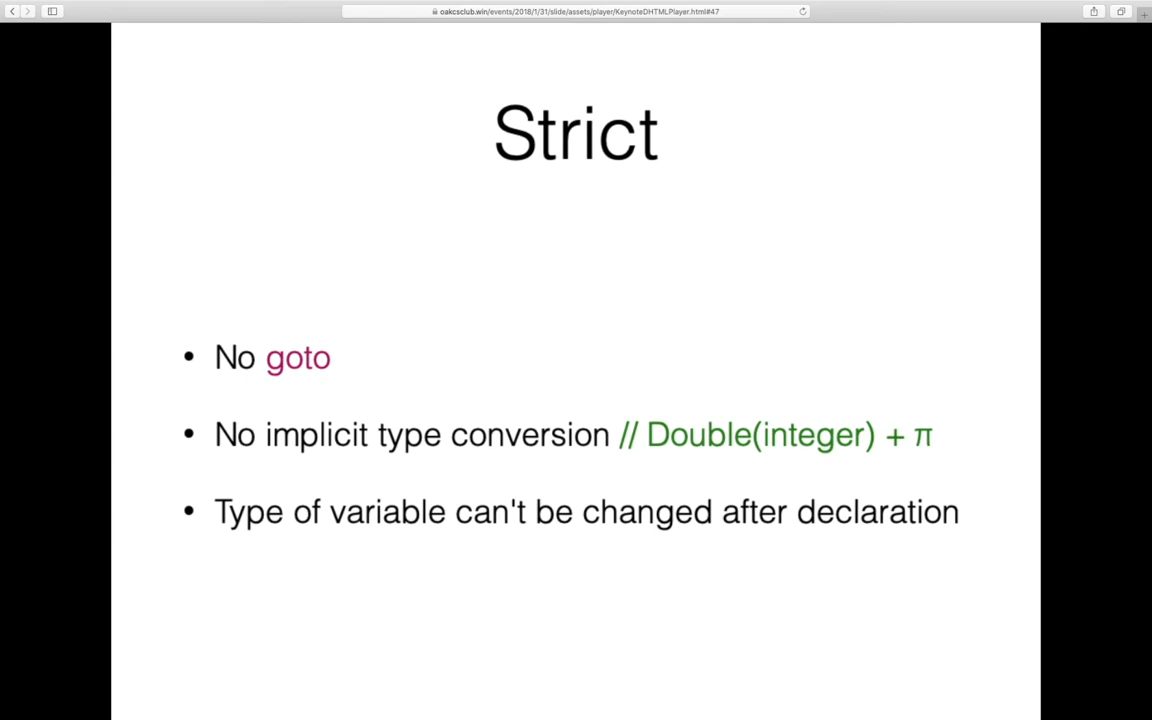 oakcsclub.win/events/2018/1/31/slide/assets/player/KeynoteDHTMLPlayer.html#47
Strict
• No goto
• No implicit type conversion // Double(integer) + π
• Type of variable can't be changed after declaration